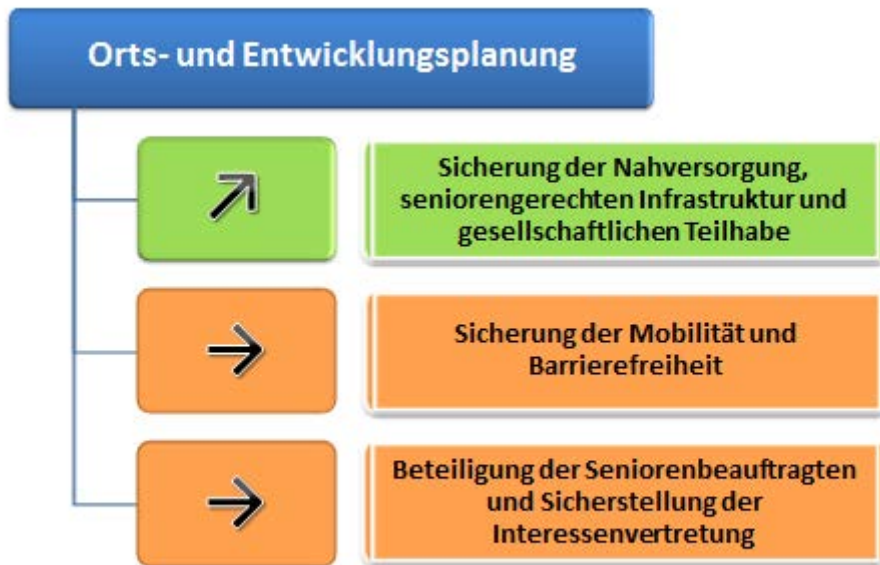 Orts- und Entwicklungsplanung
Sicherung der Nahversorgung,
seniorengerechten Infrastruktur und
gesellschaftlichen Teilhabe
Sicherung der Mobilität und
Barrierefreiheit
Beteiligung der Seniorenbeauftragten
und Sicherstellung der
Interessenvertretung